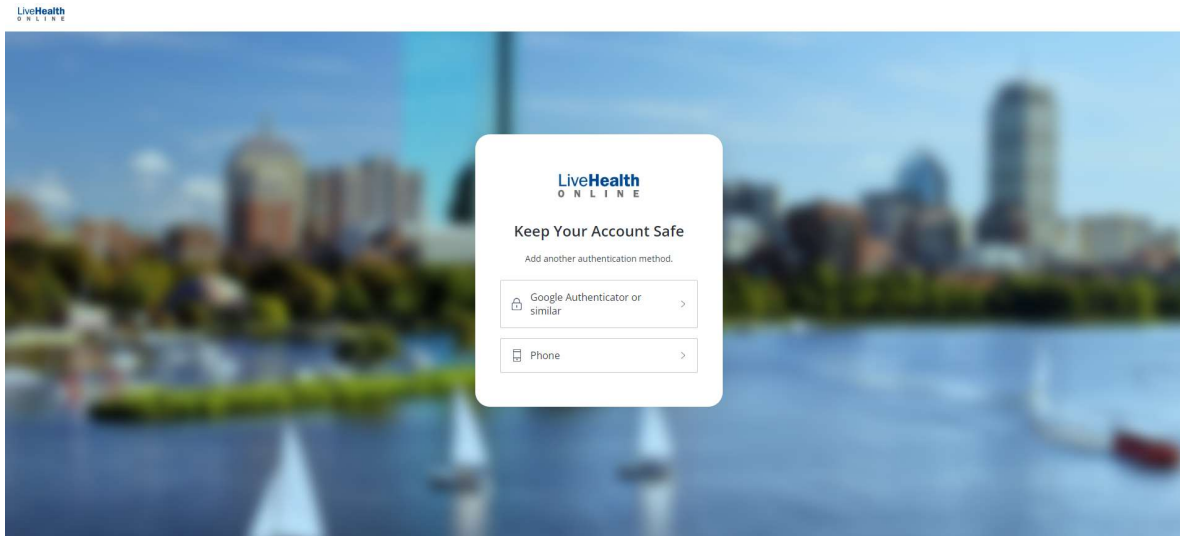 LiveHealth
ONLINE
LiveHealth
ONLINE
Keep Your Account Safe
Add another authentication method.
Google Authenticator or
similar
Phone